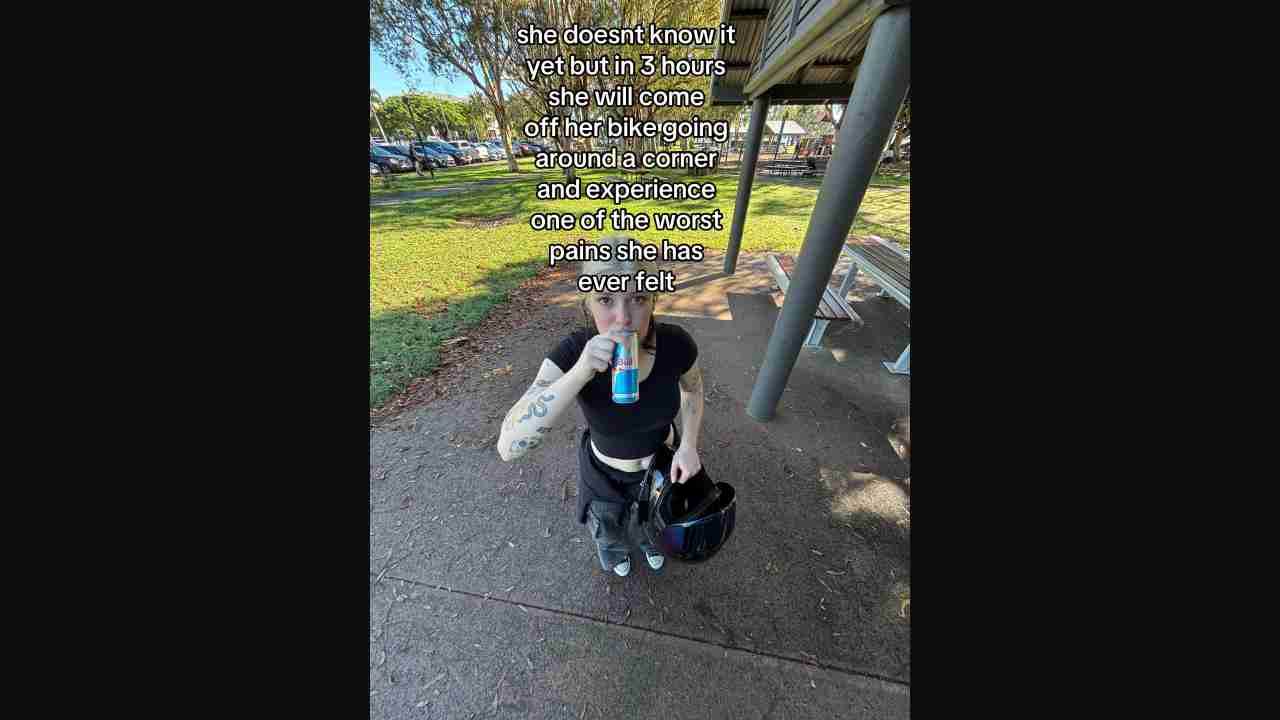 she doesnt know it
yet but in 3 hours
she will come
off her bike going
around a corner
and experience
one of the worst
pains she has
ever felt
Bull